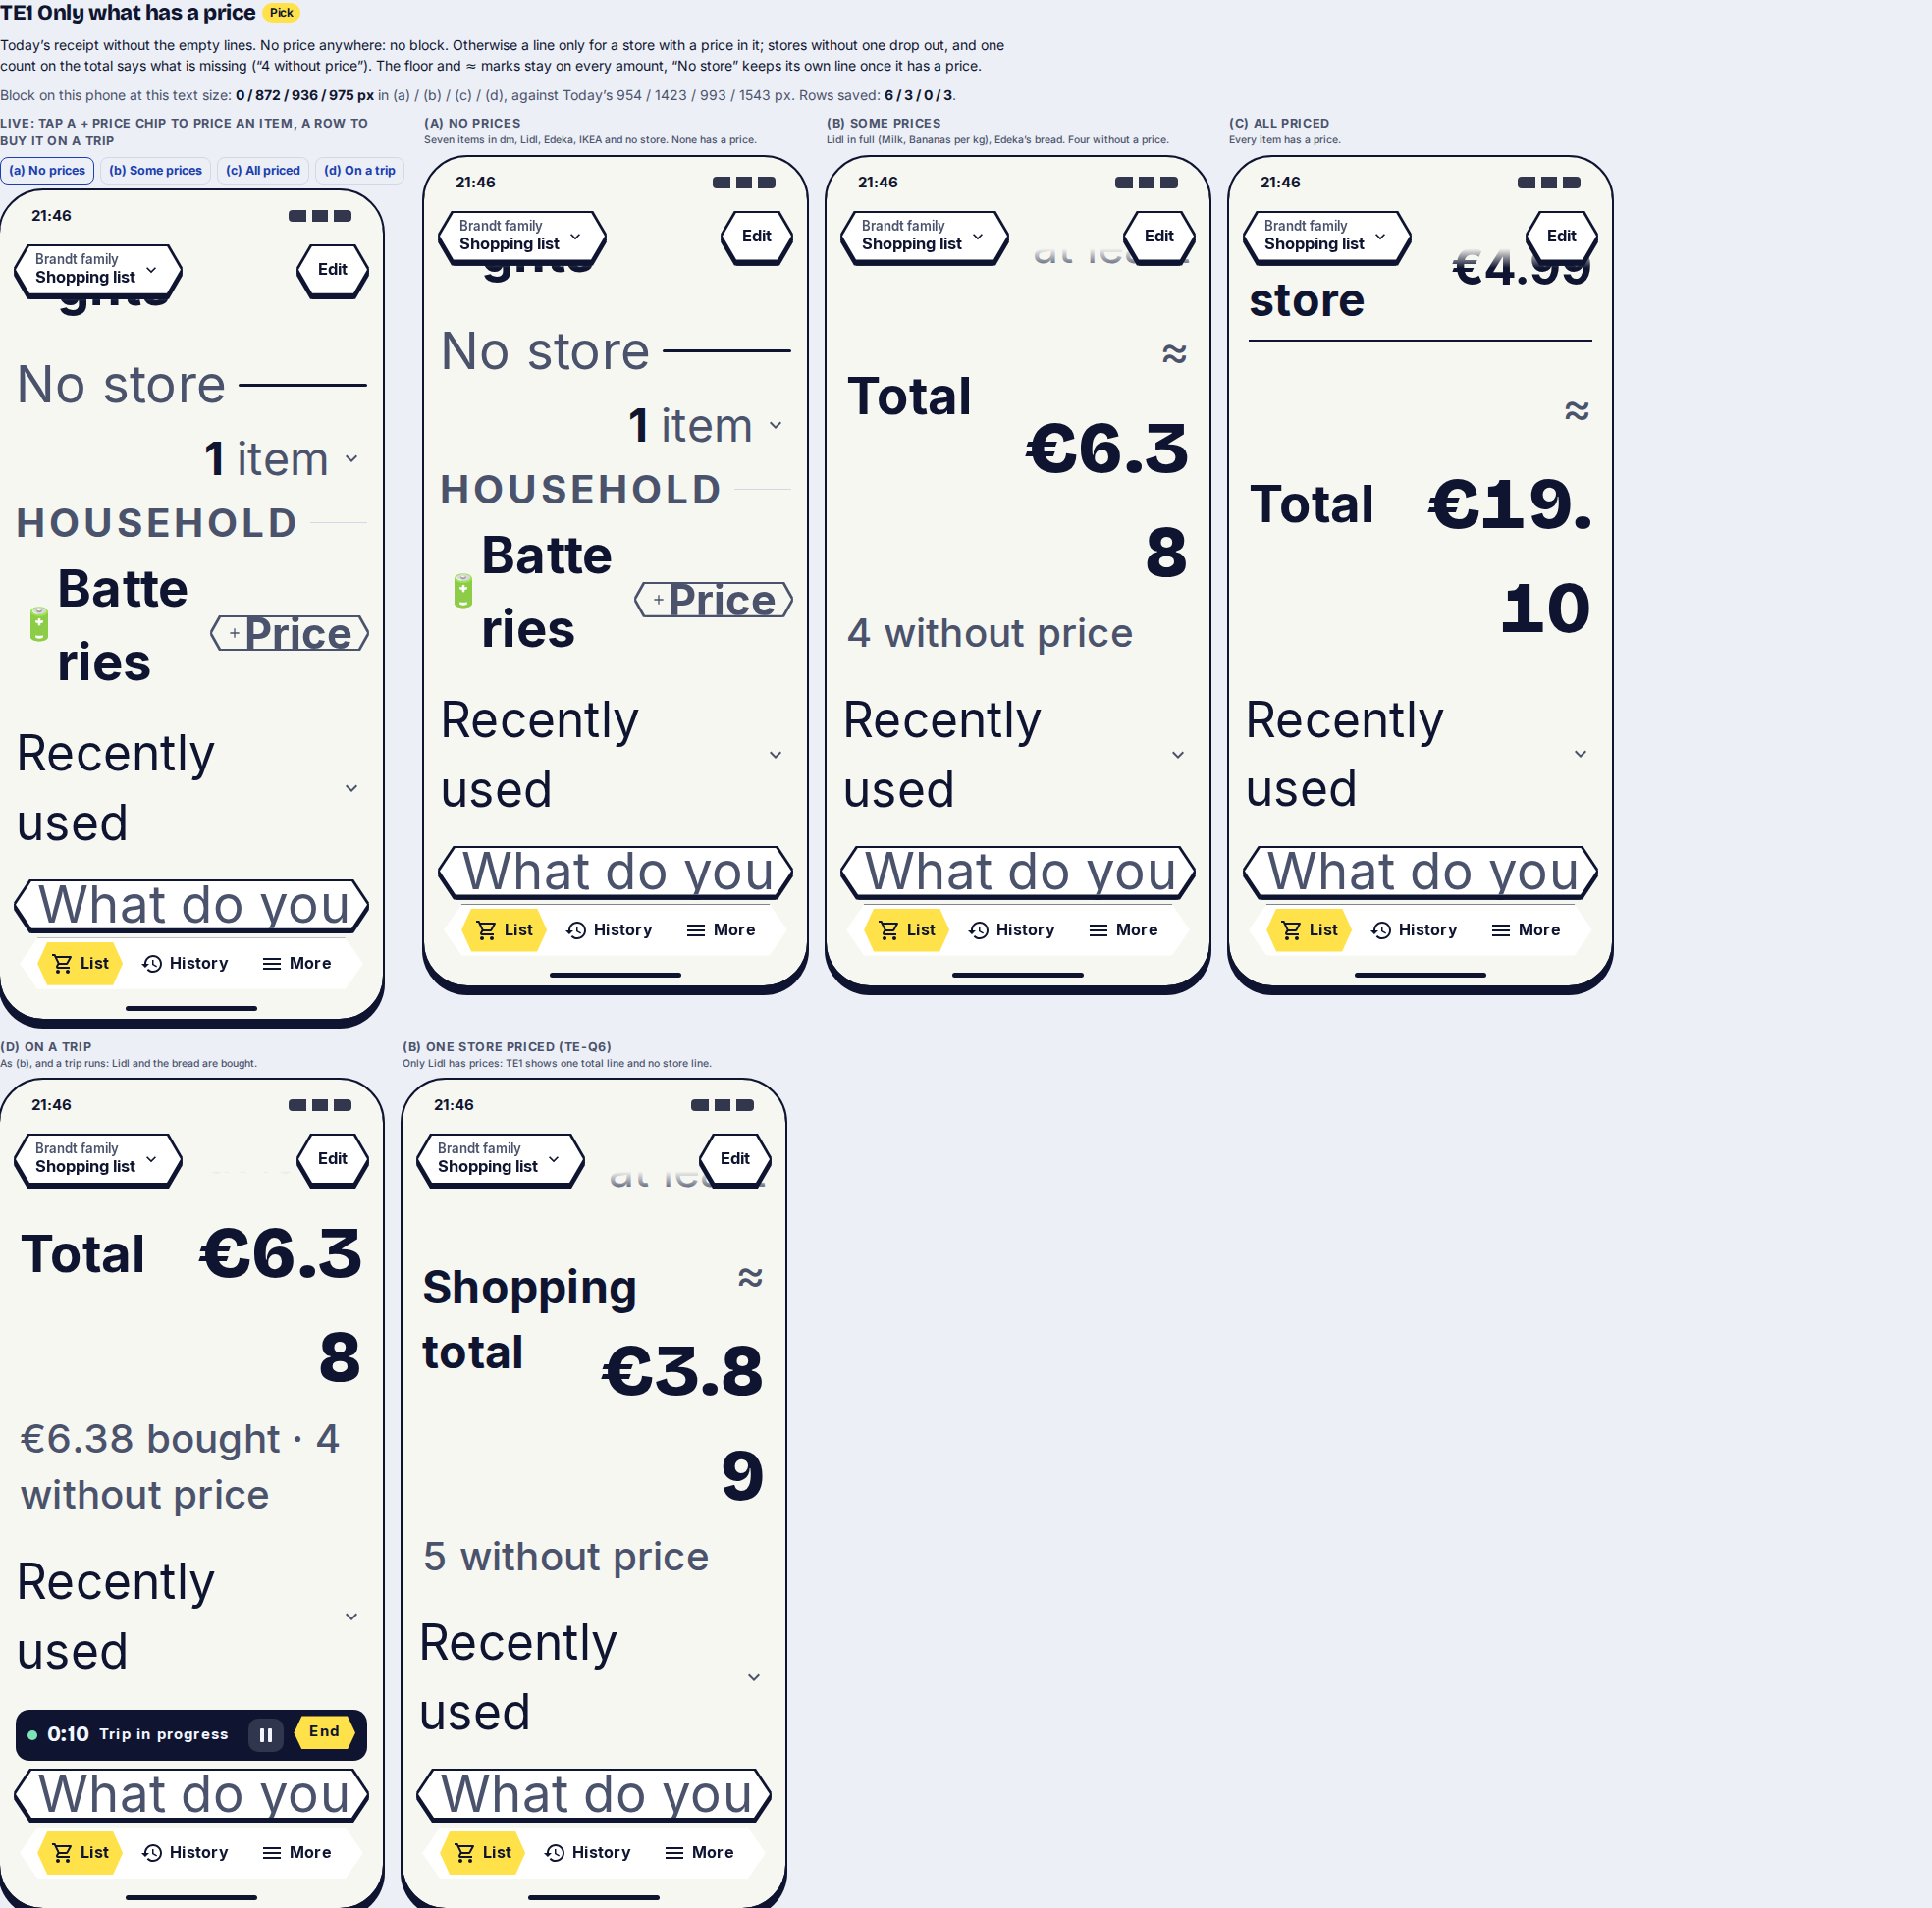 TE1 Only what has a price Pick
Today's receipt without the empty lines. No price anywhere: no block. Otherwise a line only for a store with a price in it; stores without one drop out, and one
count on the total says what is missing (“4 without price”). The floor and ≈ marks stay on every amount, “No store” keeps its own line once it has a price.
Block on this phone at this text size: 0 / 872 / 936 / 975 px in (a) / (b) / (c) / (d), against Today's 954 / 1423 / 993 / 1543 px. Rows saved: 6 / 3 / 0 / 3.
LIVE: TAP A + PRICE CHIP TO PRICE AN ITEM, A ROW TO
BUY IT ON A TRIP
(a) No prices (b) Some prices (c) All priced (d) On a trip
21:46
Brandt family
Shopping list
Edit
No store
1 item
HOUSEHOLD
Batte
ries
+ Price
Recently
used
What do you
List History More
(A) NO PRICES
Seven items in dm, Lidl, Edeka, IKEA and no store. None has a price.
21:46
Brandt family
Shopping list
Edit
No store
1 item
HOUSEHOLD
Batte
ries
+ Price
Recently
used
What do you
List History More
(B) SOME PRICES
Lidl in full (Milk, Bananas per kg), Edeka's bread. Four without a price.
21:46
Brandt family
Shopping list
Edit
≈
Total
€6.3
8
4 without price
Recently
used
What do you
List History More
(C) ALL PRICED
Every item has a price.
21:46
Brandt family
Shopping list
Edit
€4.99
store
≈
Total €19.
10
Recently
used
What do you
List History More
(D) ON A TRIP
As (b), and a trip runs: Lidl and the bread are bought.
21:46
Brandt family
Shopping list
Edit
Total €6.3
8
€6.38 bought · 4
without price
Recently
used
0:10 Trip in progress End
What do you
List History More
(B) ONE STORE PRICED (TE-Q6)
Only Lidl has prices: TE1 shows one total line and no store line.
21:46
Brandt family
Shopping list
Edit
Shopping ≈
total €3.8
9
5 without price
Recently
used
What do you
List History More